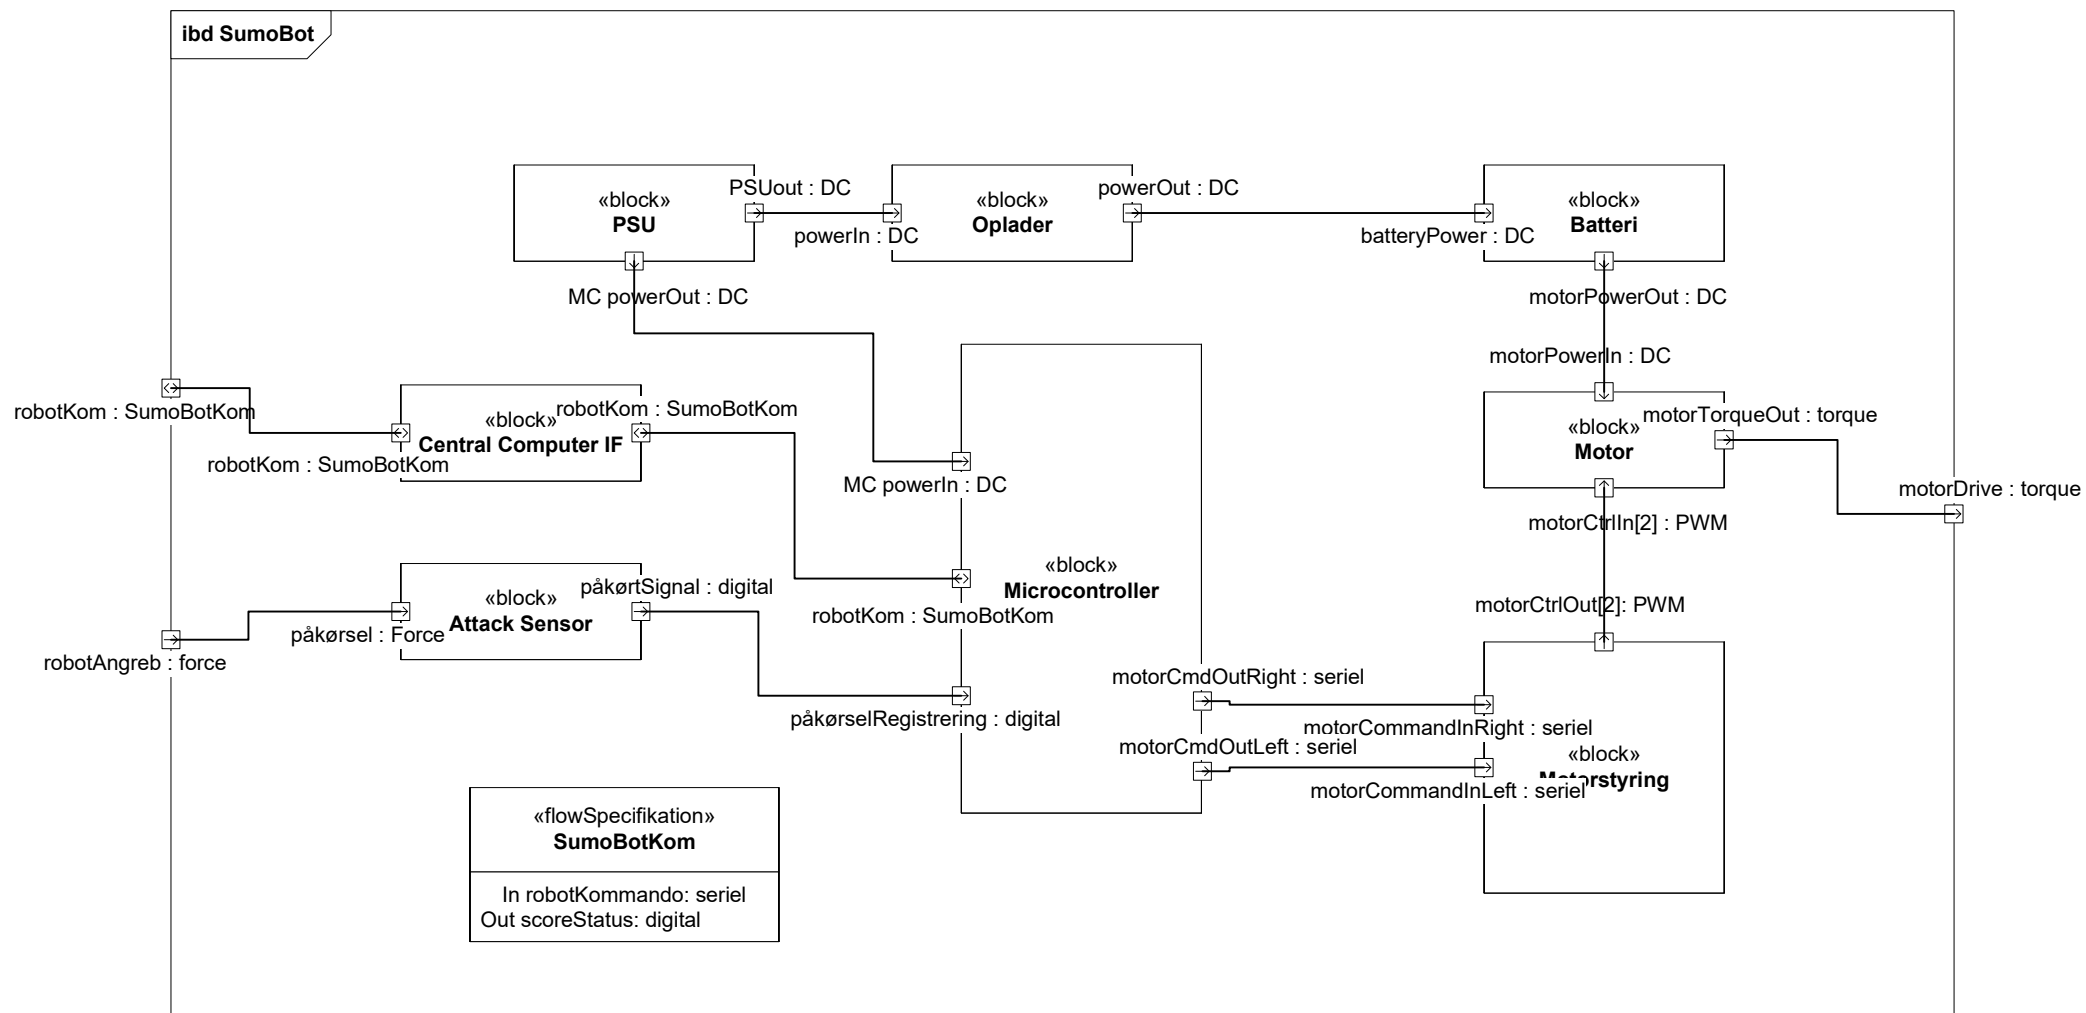 ibd SumoBot
«block»
PSU
PSUout : DC
MC powerOut : DC
powerIn : DC
«block»
Oplader
powerOut : DC
batteryPower : DC
«block»
Batteri
motorPowerOut : DC
motorPowerIn : DC
robotKom : SumoBotKom
«block»
Central Computer IF
robotKom : SumoBotKom
robotKom : SumoBotKom
MC powerIn : DC
«block»
Motor
motorTorqueOut : torque
motorDrive : torque
motorCtrlIn[2] : PWM
robotAngreb : force
påkørsel : Force
«block»
Attack Sensor
påkørtSignal : digital
«block»
Microcontroller
robotKom : SumoBotKom
påkørselRegistrering : digital
motorCtrlOut[2]: PWM
motorCmdOutRight : seriel
motorCommandInRight : seriel
motorCmdOutLeft : seriel
motorCommandInLeft : seriel
«block»
Motorstyring
«flowSpecifikation»
SumoBotKom
In robotKommando: seriel
Out scoreStatus: digital